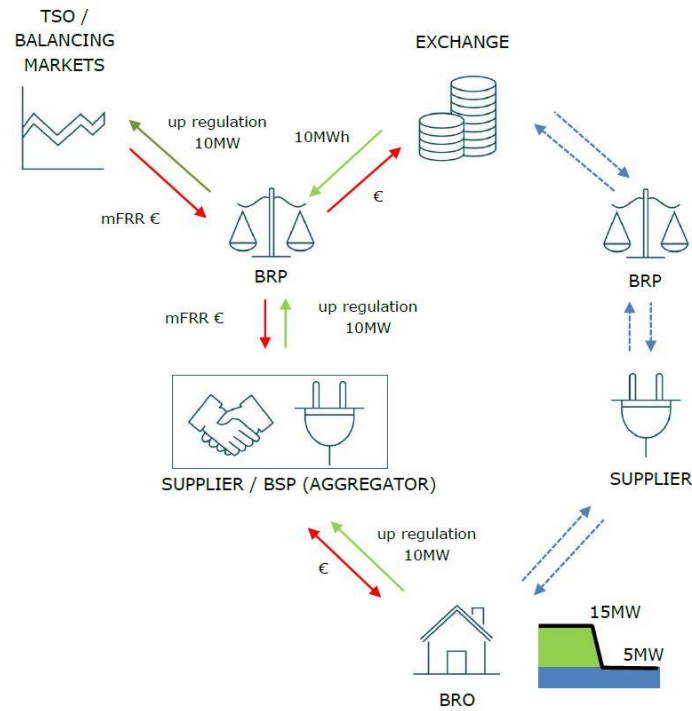 TSO /
BALANCING
MARKETS
EXCHANGE
up regulation
10MW
10MWh
mFRR €
€
BRP
BRP
mFRR €
up regulation
10MW
SUPPLIER / BSP (AGGREGATOR)
SUPPLIER
up regulation
10MW
€
15MW
5MW
BRO